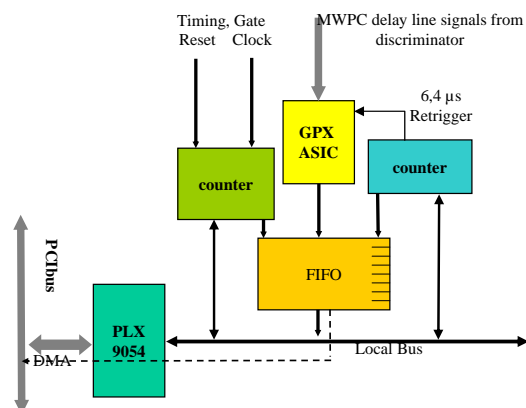 Timing, Gate
Reset Clock
MWPC delay line signals from
discriminator
6,4 µs
Retrigger
GPX
ASIC
counter
counter
FIFO
PCIbus
PLX
9054
DMA
Local Bus